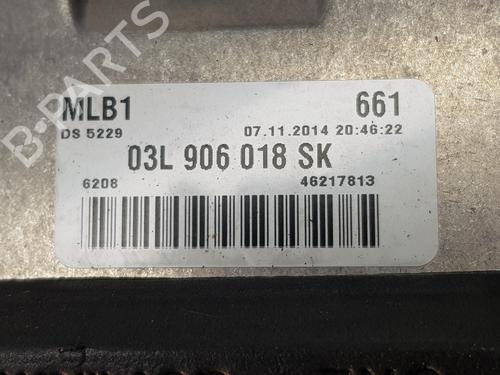 MLB1 661
DS 5229 07.11.2014 20:46:22
03L 906 018 SK
6208 46217813
B-PARTS